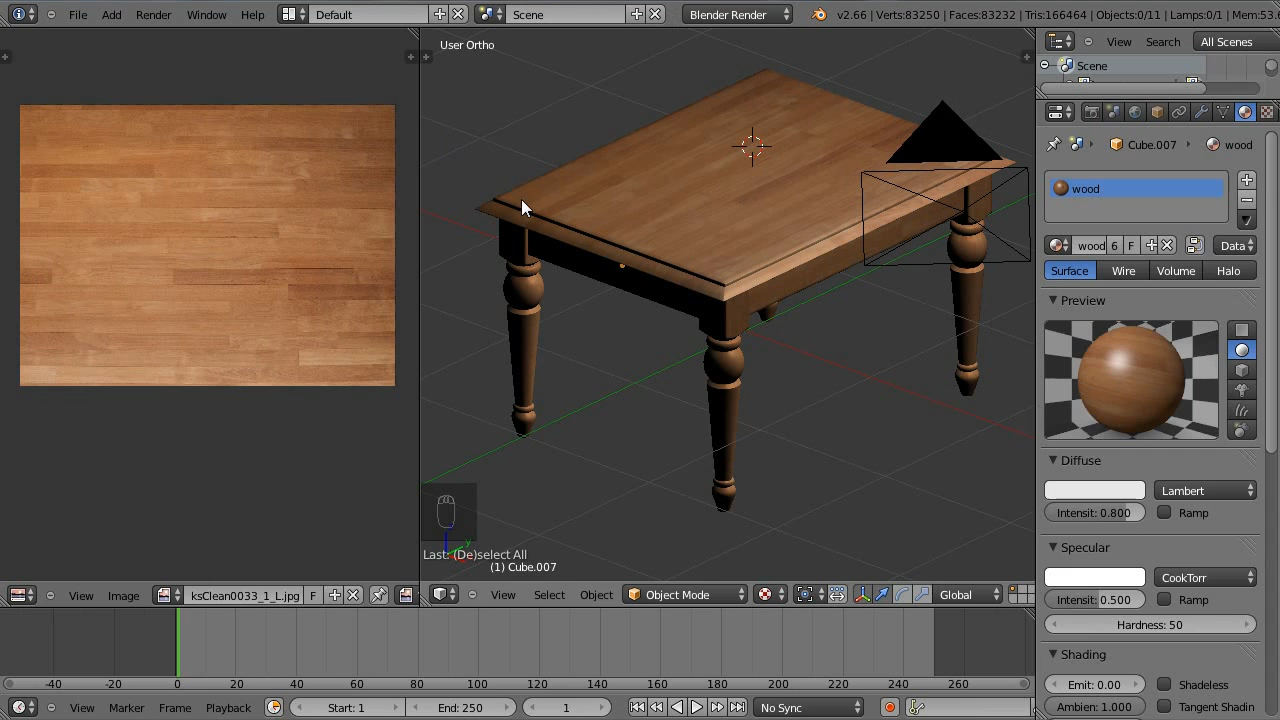 File Add Render Window Help Default Scene Blender Render v2.66 | Verts:83250 | Faces:83232 | Tris:166464 | Objects:0/11 | Lamps:0/1 | Mem:53.
User Ortho
View Search All Scenes
Scene
Cube.007 wood
wood
wood 6 F Data
Surface Wire Volume Halo
Preview
Diffuse
Lambert
Intensit: 0.800 Ramp
Specular
CookTorr
Intensit: 0.500 Ramp
Hardness: 50
Shading
Emit: 0.00 Shadeless
Ambien: 1.000 Tangent Shadin
Last: (De)select All
(1) Cube.007
View Image ksClean0033_1_L.jpg F
View Select Object Object Mode Global
-40 -20 0 20 40 60 80 100 120 140 160 180 200 220 240 260
View Marker Frame Playback Start: 1 End: 250 1 No Sync